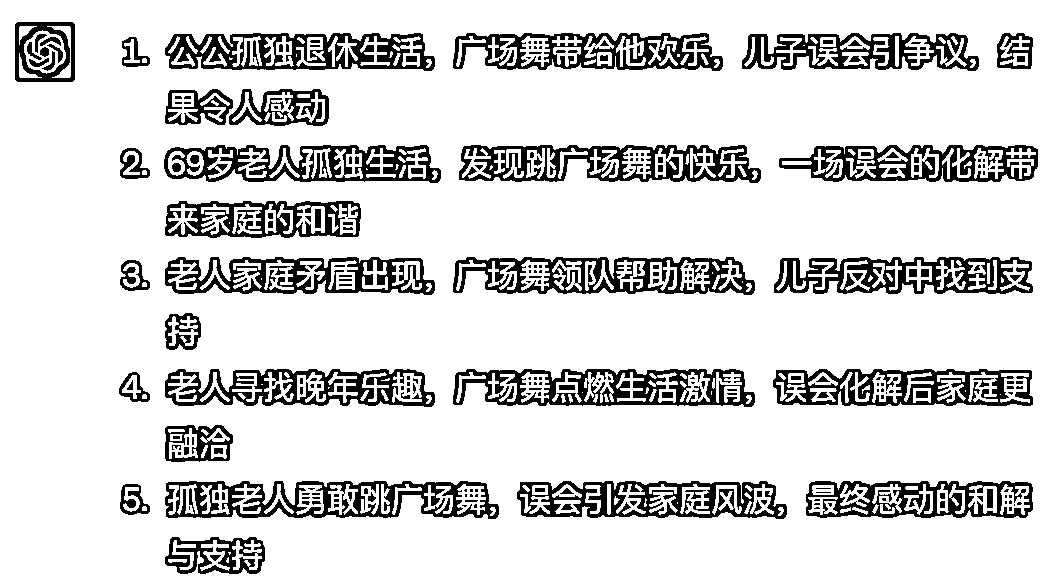 1. 公公孤独退休生活，广场舞带给他欢乐，儿子误会引争议，结
果令人感动
2. 69岁老人孤独生活，发现跳广场舞的快乐，一场误会的化解带
来家庭的和谐
3. 老人家庭矛盾出现，广场舞领队帮助解决，儿子反对中找到支
持
4. 老人寻找晚年乐趣，广场舞点燃生活激情，误会化解后家庭更
融洽
5. 孤独老人勇敢跳广场舞，误会引发家庭风波，最终感动的和解
与支持